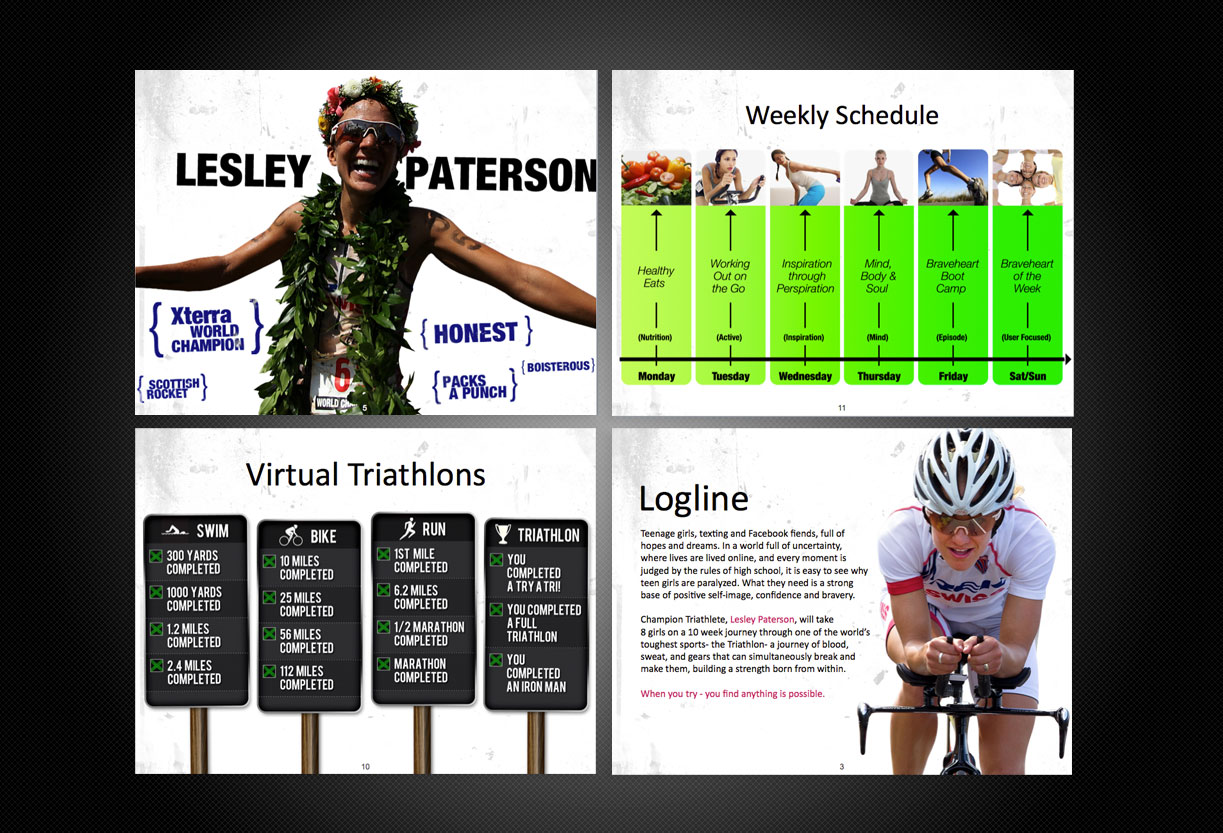 LESLEY PATERSON
Xterra
WORLD
CHAMPION
SCOTTISH
ROCKET
HONEST
BOISTEROUS
PACKS
A PUNCH
6
WORLD
5
Weekly Schedule
Healthy
Eats
(Nutrition)
Monday
Working
Out on
the Go
(Active)
Tuesday
Inspiration
through
Perspiration
(Inspiration)
Wednesday
Mind,
Body &
Soul
(Mind)
Thursday
Braveheart
Boot
Camp
(Episode)
Friday
Braveheart
of the
Week
(User Focused)
Sat/Sun
11
Virtual Triathlons
SWIM
300 YARDS
COMPLETED
1000 YARDS
COMPLETED
1.2 MILES
COMPLETED
2.4 MILES
COMPLETED
BIKE
10 MILES
COMPLETED
25 MILES
COMPLETED
56 MILES
COMPLETED
112 MILES
COMPLETED
RUN
1ST MILE
COMPLETED
6.2 MILES
COMPLETED
1/2 MARATHON
COMPLETED
MARATHON
COMPLETED
TRIATHLON
YOU
COMPLETED
A TRY A TRI!
YOU COMPLETED
A FULL
TRIATHLON
YOU
COMPLETED
AN IRON MAN
10
Logline
Teenage girls, texting and Facebook fiends, full of
hopes and dreams. In a world full of uncertainty,
where lives are lived online, and every moment is
judged by the rules of high school, it is easy to see why
teen girls are paralyzed. What they need is a strong
base of positive self-image, confidence and bravery.
Champion Triathlete, Lesley Paterson, will take
8 girls on a 10 week journey through one of the world's
toughest sports- the Triathlon- a journey of blood,
sweat, and gears that can simultaneously break and
make them, building a strength born from within.
When you try - you find anything is possible.
3